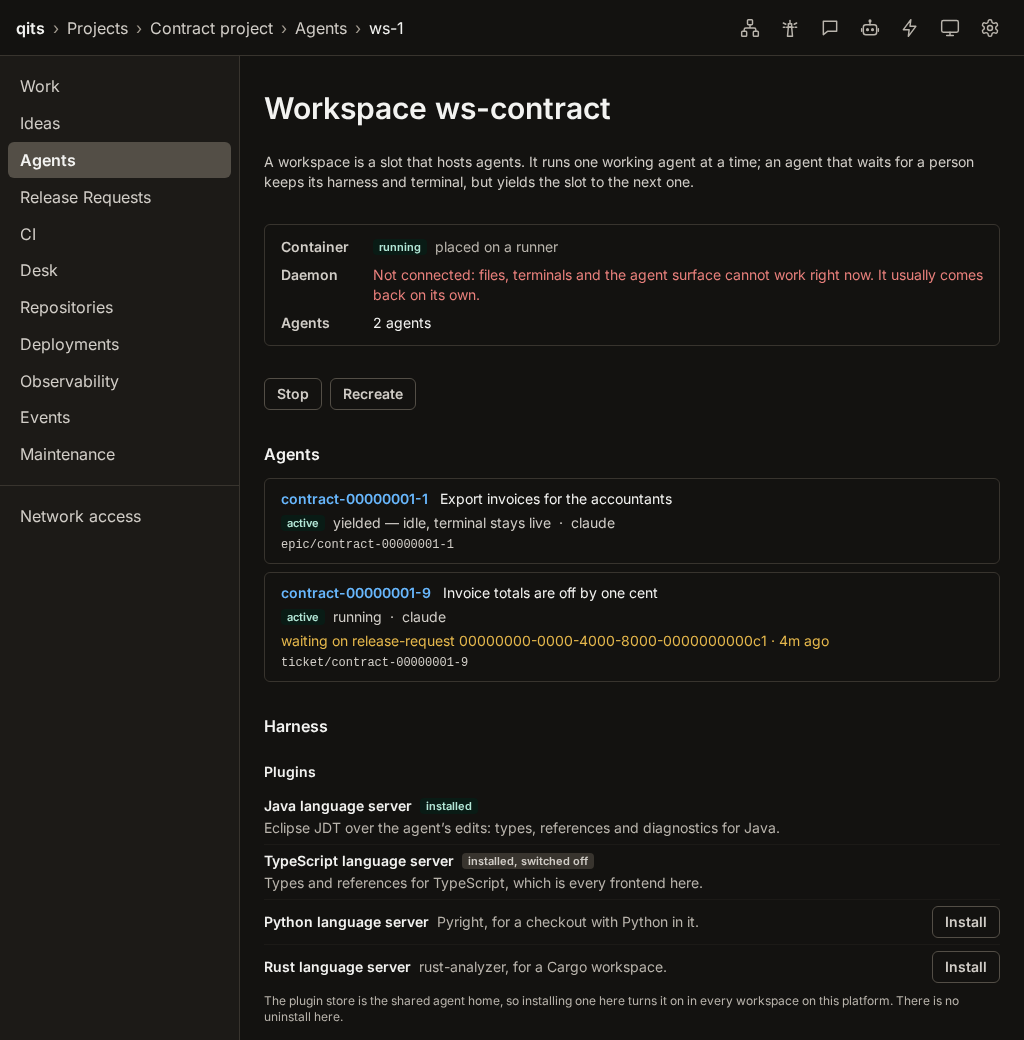 qits › Projects › Contract project › Agents › ws-1
Work
Ideas
Agents
Release Requests
CI
Desk
Repositories
Deployments
Observability
Events
Maintenance
Network access
Workspace ws-contract
A workspace is a slot that hosts agents. It runs one working agent at a time; an agent that waits for a person
keeps its harness and terminal, but yields the slot to the next one.
Container running placed on a runner
Daemon Not connected: files, terminals and the agent surface cannot work right now. It usually comes
back on its own.
Agents 2 agents
Stop Recreate
Agents
contract-00000001-1 Export invoices for the accountants
active yielded — idle, terminal stays live · claude
epic/contract-00000001-1
contract-00000001-9 Invoice totals are off by one cent
active running · claude
waiting on release-request 00000000-0000-4000-8000-0000000000c1 · 4m ago
ticket/contract-00000001-9
Harness
Plugins
Java language server installed
Eclipse JDT over the agent’s edits: types, references and diagnostics for Java.
TypeScript language server installed, switched off
Types and references for TypeScript, which is every frontend here.
Python language server Pyright, for a checkout with Python in it. Install
Rust language server rust-analyzer, for a Cargo workspace. Install
The plugin store is the shared agent home, so installing one here turns it on in every workspace on this platform. There is no
uninstall here.